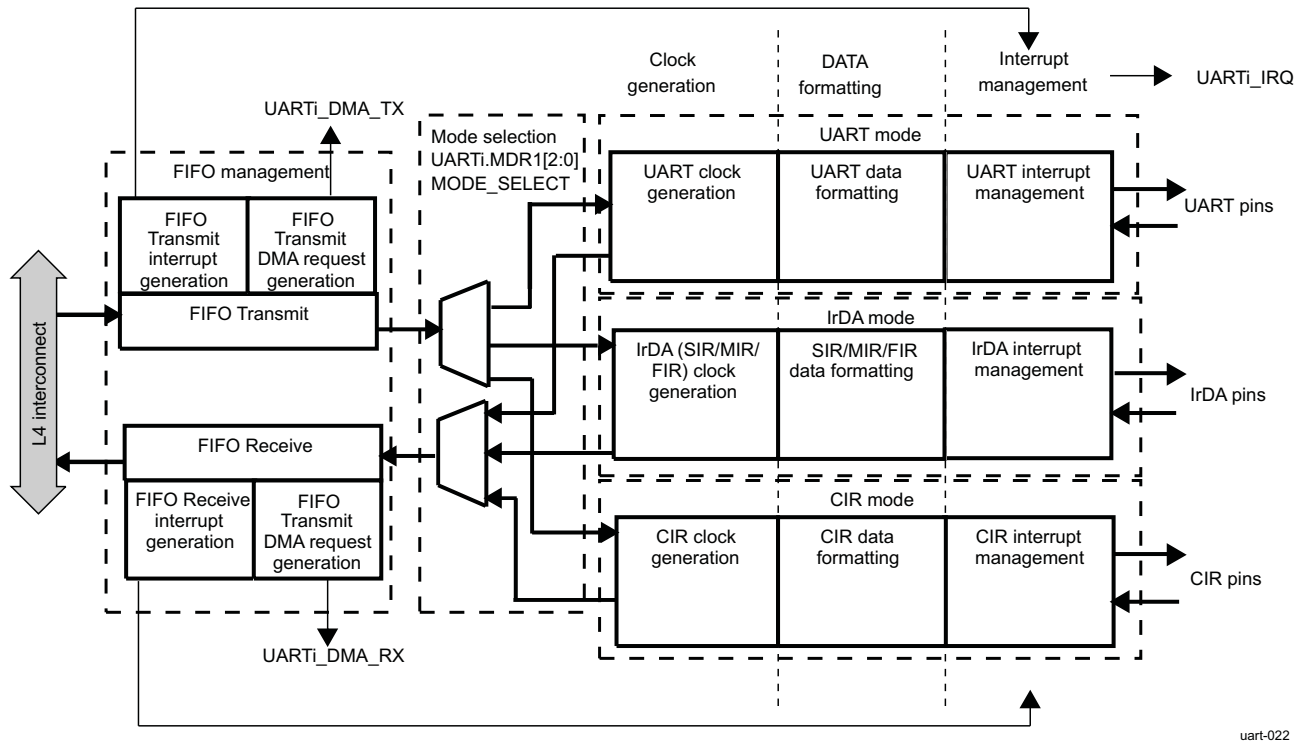 Clock
generation
DATA
formatting
Interrupt
management
UARTi_IRQ
UARTi_DMA_TX
Mode selection
UARTi.MDR1[2:0]
MODE_SELECT
UART mode
FIFO management
UART clock
generation
UART data
formatting
UART interrupt
management
UART pins
FIFO
Transmit
interrupt
generation
FIFO
Transmit
DMA request
generation
FIFO Transmit
L4 interconnect
IrDA mode
IrDA (SIR/MIR/
FIR) clock
generation
SIR/MIR/FIR
data formatting
IrDA interrupt
management
IrDA pins
FIFO Receive
FIFO Receive
interrupt
generation
FIFO
Transmit
DMA request
generation
CIR mode
CIR clock
generation
CIR data
formatting
CIR interrupt
management
CIR pins
UARTi_DMA_RX
uart-022